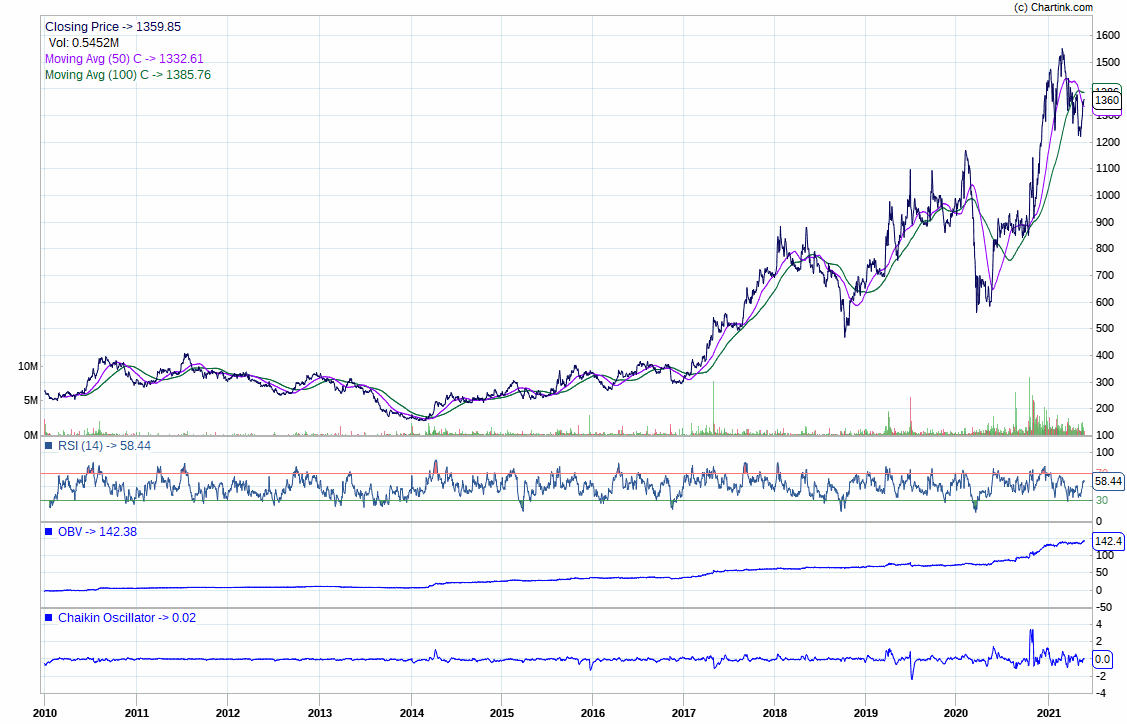 (c) Chartink.com
Closing Price -> 1359.85
Vol: 0.5452M
Moving Avg (50) C -> 1332.61
Moving Avg (100) C -> 1385.76
1600
1500
1360
1200
1100
1000
900
800
700
600
500
400
300
200
100
10M
5M
0M
RSI (14) -> 58.44
100
70
58.44
30
0
OBV -> 142.38
142.4
100
50
0
-50
Chaikin Oscillator -> 0.02
4
2
0.0
-2
-4
2010 2011 2012 2013 2014 2015 2016 2017 2018 2019 2020 2021